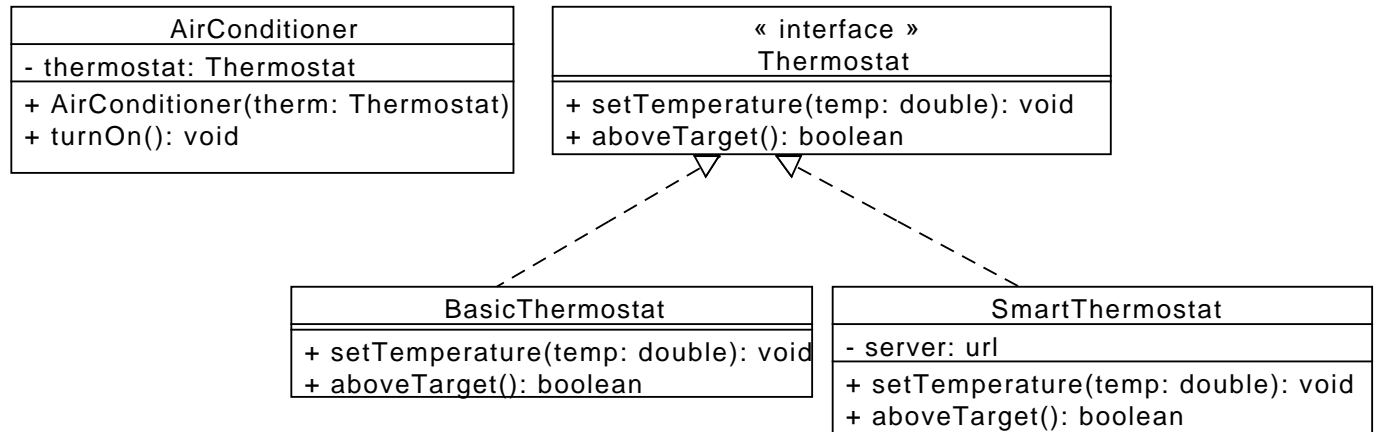 AirConditioner
- thermostat: Thermostat
+ AirConditioner(therm: Thermostat)
+ turnOn(): void
« interface »
Thermostat
+ setTemperature(temp: double): void
+ aboveTarget(): boolean
BasicThermostat
+ setTemperature(temp: double): void
+ aboveTarget(): boolean
SmartThermostat
- server: url
+ setTemperature(temp: double): void
+ aboveTarget(): boolean